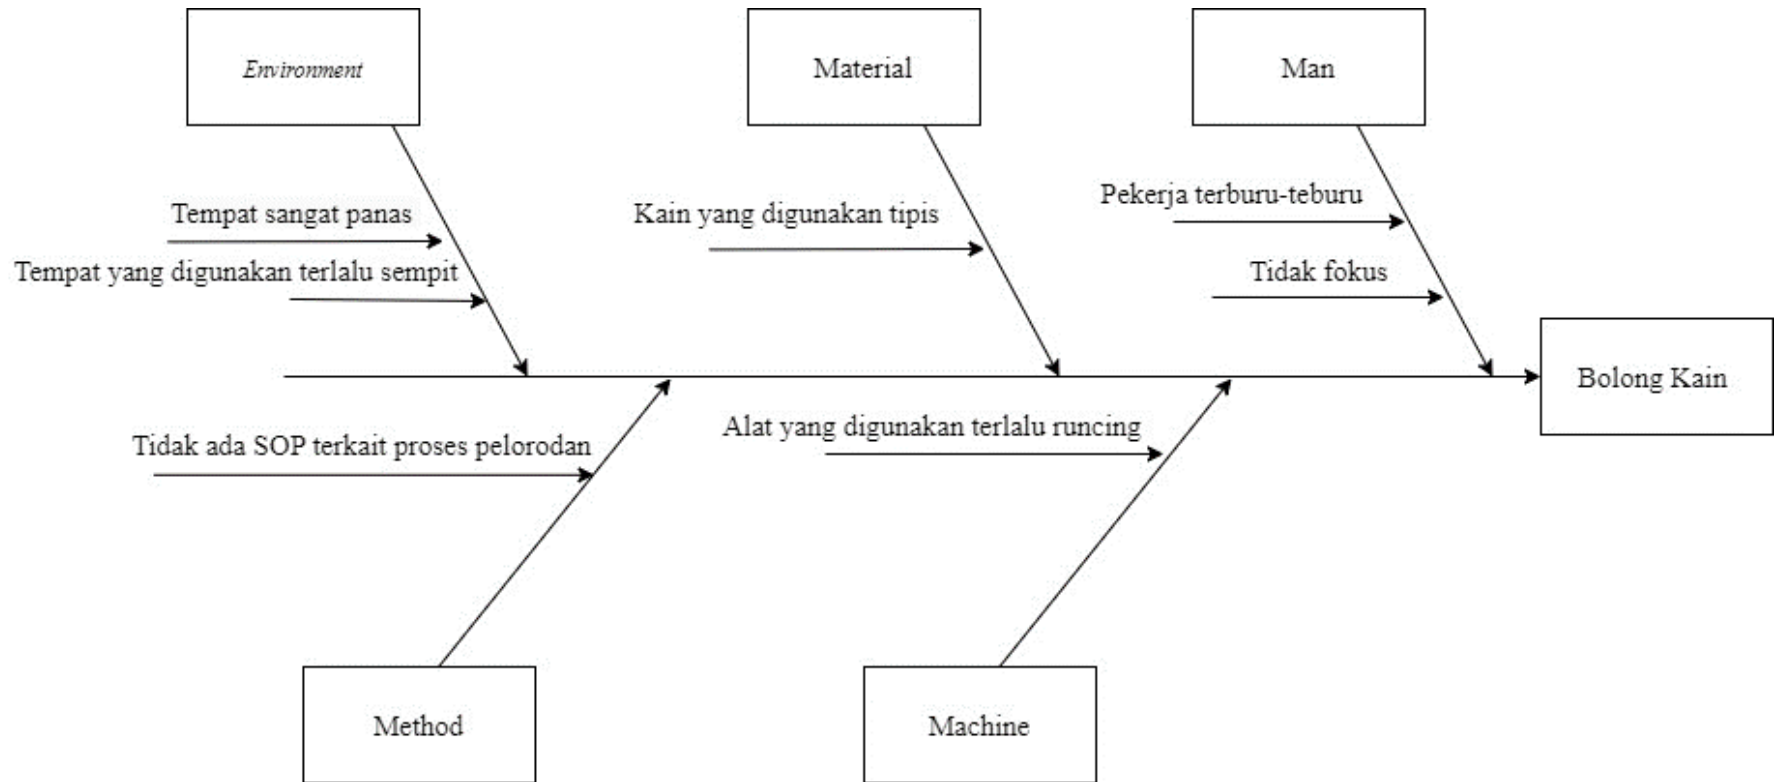 Environment
Material
Man
Pekerja terburu-teburu
Tempat sangat panas
Kain yang digunakan tipis
Tempat yang digunakan terlalu sempit
Tidak fokus
Bolong Kain
Tidak ada SOP terkait proses pelorodan
Alat yang digunakan terlalu runcing
Method
Machine